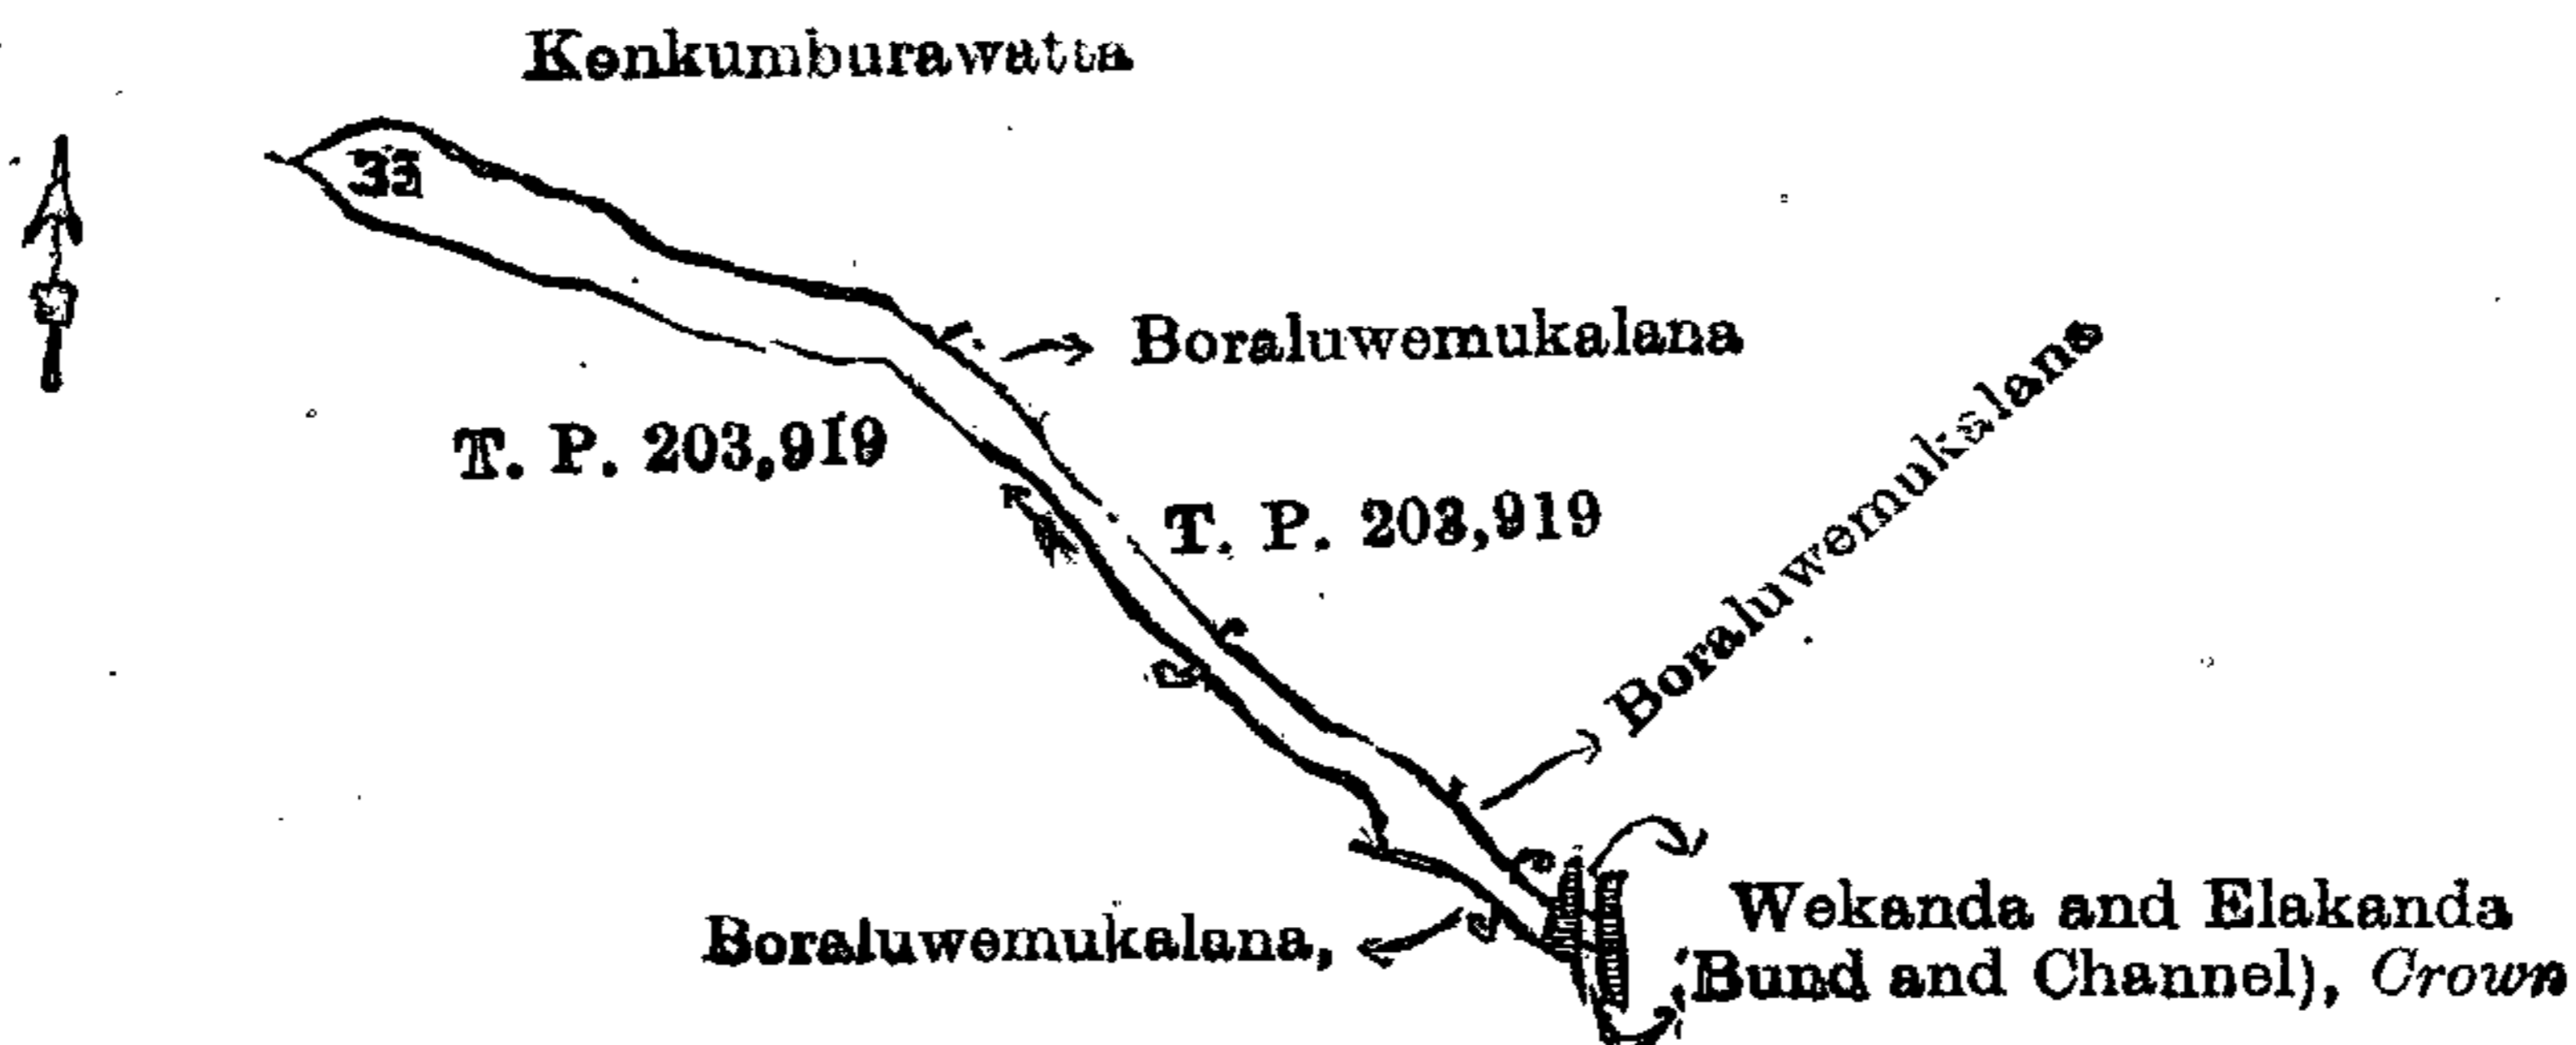 Kenkumburawatta
33
Boraluwemukalana
T. P. 203,919
T. P. 203,919
Boraluwemukalana
Boraluwemukalana,
Wekanda and Elakanda
(Bund and Channel), Crown